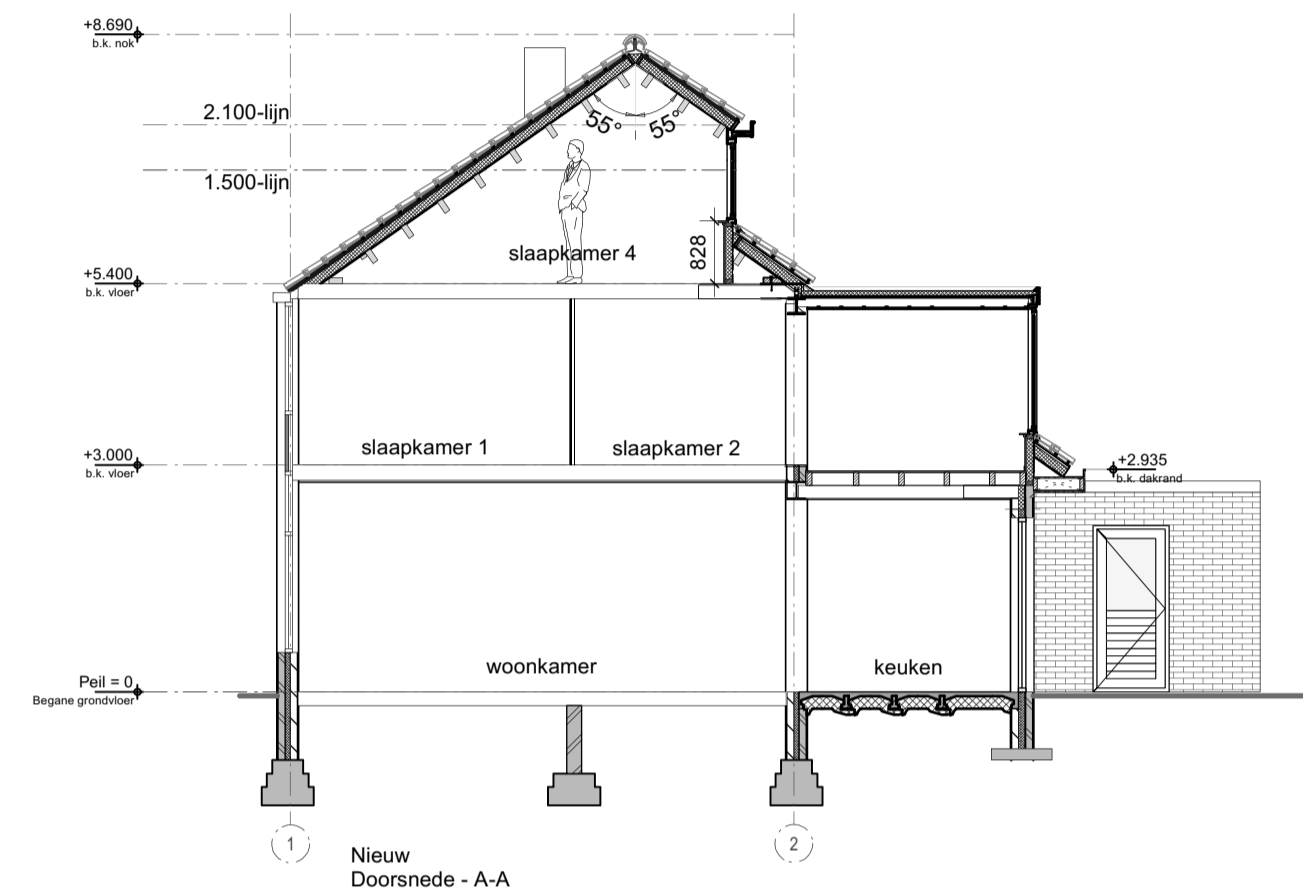 +8.690
b.k. nok
2.100-lijn
55° 55°
1.500-lijn
828
slaapkamer 4
+5.400
b.k. vloer
slaapkamer 1
slaapkamer 2
+3.000
b.k. vloer
+2.935
b.k. dakrand
woonkamer
keuken
Peil = 0
Begane grondvloer
1
2
Nieuw
Doorsnede - A-A